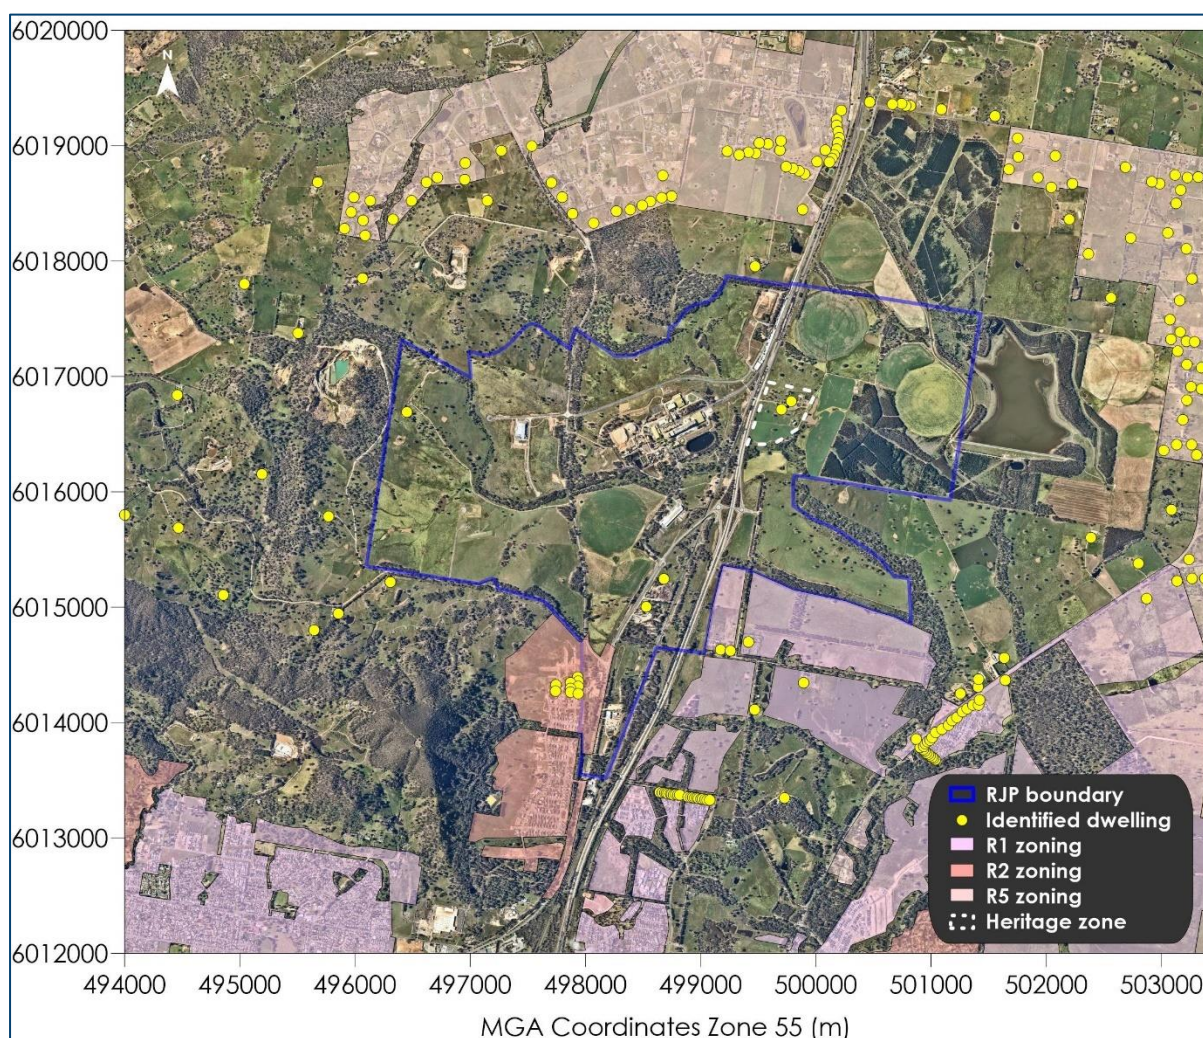 6020000
N
6019000
6018000
6017000
6016000
6015000
6014000
6013000
6012000
RJP boundary
Identified dwelling
R1 zoning
R2 zoning
R5 zoning
Heritage zone
494000 495000 496000 497000 498000 499000 500000 501000 502000 503000
MGA Coordinates Zone 55 (m)